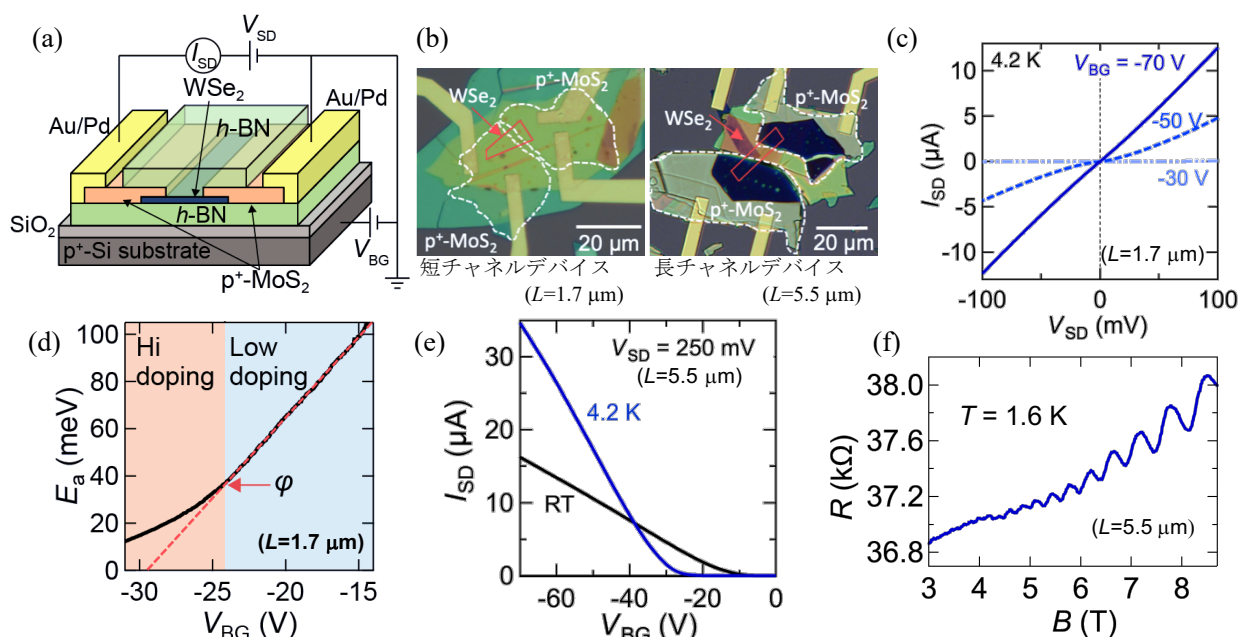 (a)
V_SD
I_SD
WSe₂
Au/Pd
h-BN
Au/Pd
h-BN
SiO₂
p⁺-Si substrate
V_BG
p⁺-MoS₂
(b)
WSe₂
p⁺-MoS₂
20 μm
短チャネルデバイス
(L=1.7 μm)
p⁺-MoS₂
WSe₂
p⁺-MoS₂
20 μm
長チャネルデバイス
(L=5.5 μm)
(c)
4.2 K
V_BG = -70 V
-50 V
-30 V
(L=1.7 μm)
I_SD (μA)
10
5
0
-5
-10
-100
0
100
V_SD (mV)
(d)
Hi doping
Low doping
φ
(L=1.7 μm)
E_a (meV)
100
80
60
40
20
0
-30
-25
-20
-15
V_BG (V)
(e)
V_SD = 250 mV
(L=5.5 μm)
4.2 K
RT
I_SD (μA)
30
20
10
0
-60
-40
-20
0
V_BG (V)
(f)
T = 1.6 K
(L=5.5 μm)
R (kΩ)
38.0
37.6
37.2
36.8
3
4
5
6
7
8
B (T)